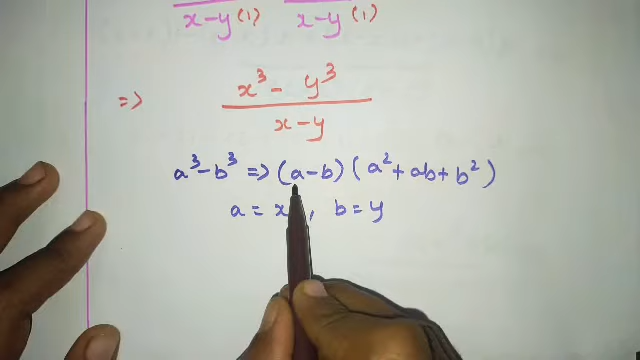 x-y(1) x-y(1)
=> x³ - y³
x-y
a³-b³ => (a-b) (a²+ab+b²)
a = x, b = y